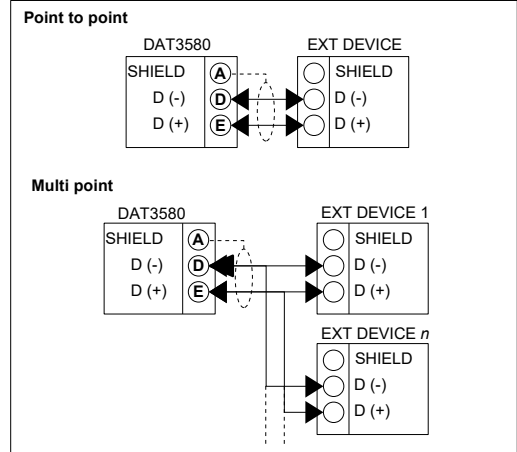 Point to point
DAT3580 EXT DEVICE
SHIELD A SHIELD
D (-) D D (-)
D (+) E D (+)
Multi point
DAT3580 EXT DEVICE 1
SHIELD A SHIELD
D (-) D D (-)
D (+) E D (+)
EXT DEVICE n
SHIELD
D (-)
D (+)